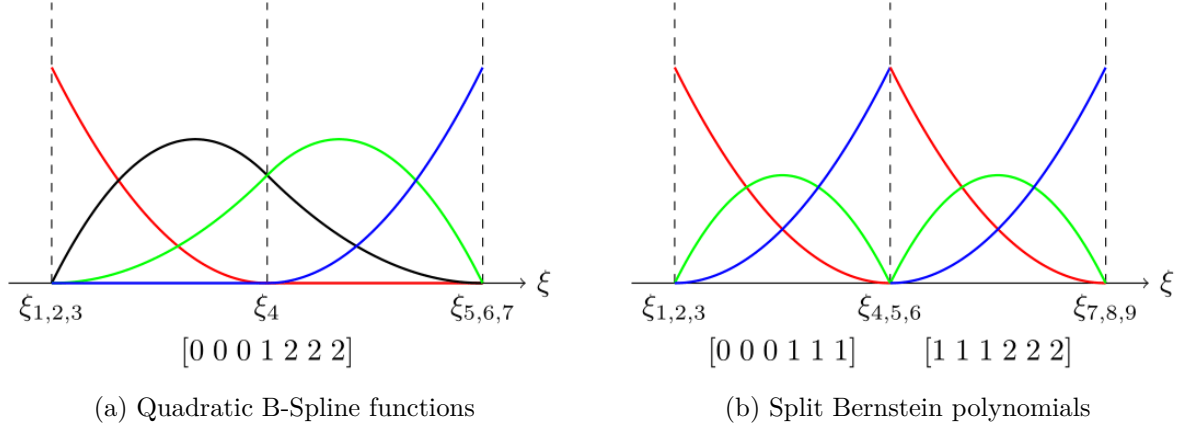 ξ
ξ1,2,3 ξ4 ξ5,6,7
[0 0 0 1 2 2 2]
(a) Quadratic B-Spline functions
ξ
ξ1,2,3 ξ4,5,6 ξ7,8,9
[0 0 0 1 1 1] [1 1 1 2 2 2]
(b) Split Bernstein polynomials